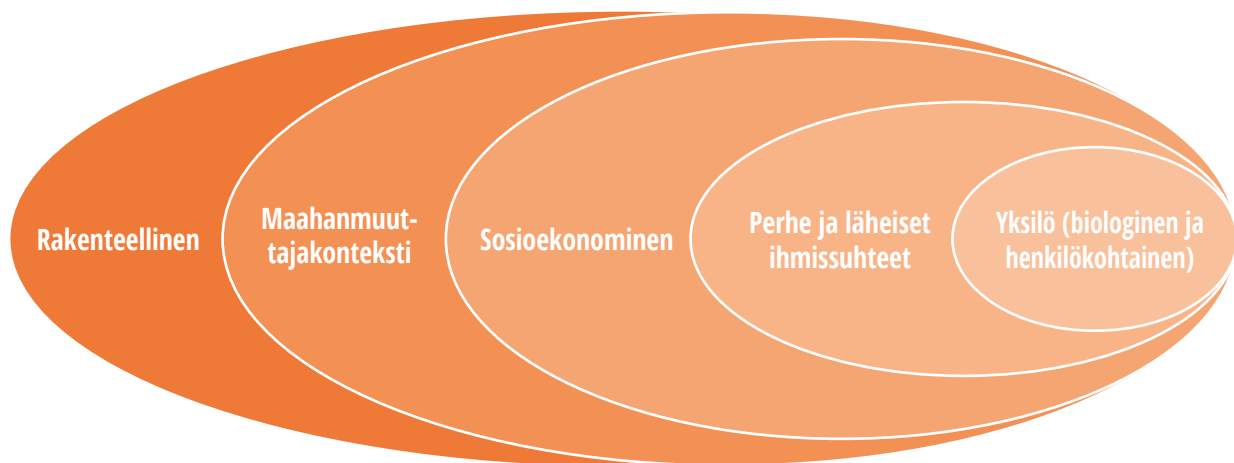 Rakenteellinen
Maahanmuut-
tajakonteksti
Sosioekonominen
Perhe ja läheiset
ihmissuhteet
Yksilö (biologinen ja
henkilökohtainen)